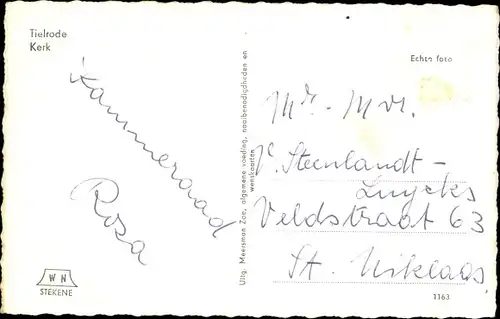 Tielrode
Kerk
Echte foto
Kammeraad
Rosa
Uitg. Meersman Zoe, algemene voeding, naaibenodigdheden en
wenskaarten
Mr. - Mvr.
V. Steenlandt-
Luyckx
Veldstraat 63
St. Niklaas
W N
STEKENE
1163